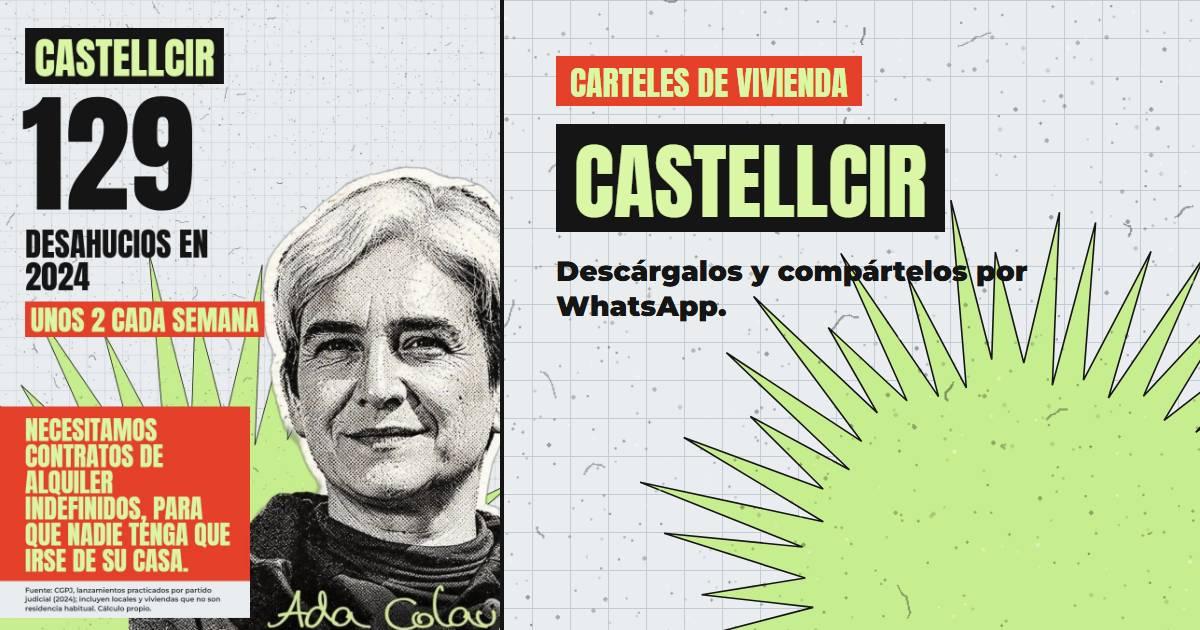 CASTELLCIR
129
DESAHUCIOS EN
2024
UNOS 2 CADA SEMANA
NECESITAMOS
CONTRATOS DE
ALQUILER
INDEFINIDOS, PARA
QUE NADIE TENGA QUE
IRSE DE SU CASA.
Fuente: CGPJ, lanzamientos practicados por partido
judicial (2024); incluyen locales y viviendas que no son
residencia habitual. Cálculo propio.
Ada Colau
CARTELES DE VIVIENDA
CASTELLCIR
Descárgalos y compártelos por
WhatsApp.